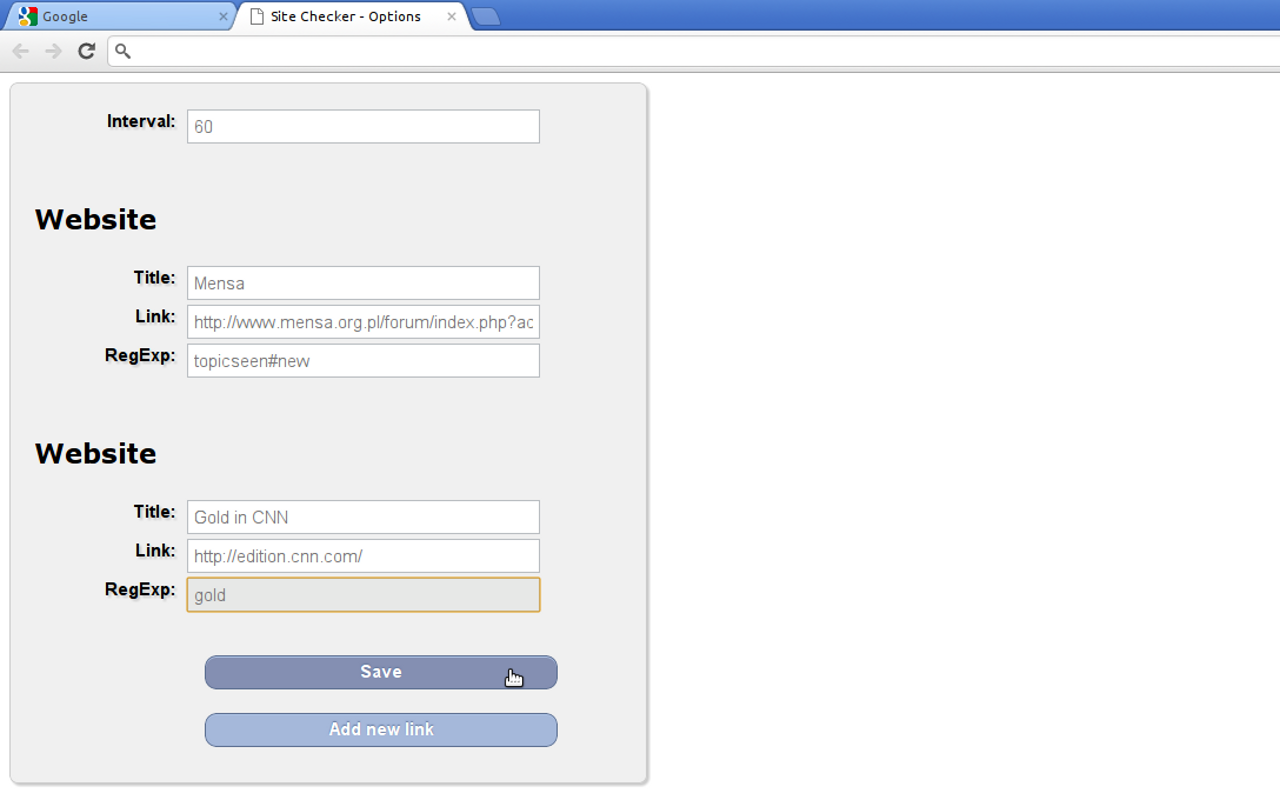 Google
Site Checker - Options
Interval: 60
Website
Title: Mensa
Link: http://www.mensa.org.pl/forum/index.php?ac
RegExp: topicseen#new
Website
Title: Gold in CNN
Link: http://edition.cnn.com/
RegExp: gold
Save
Add new link